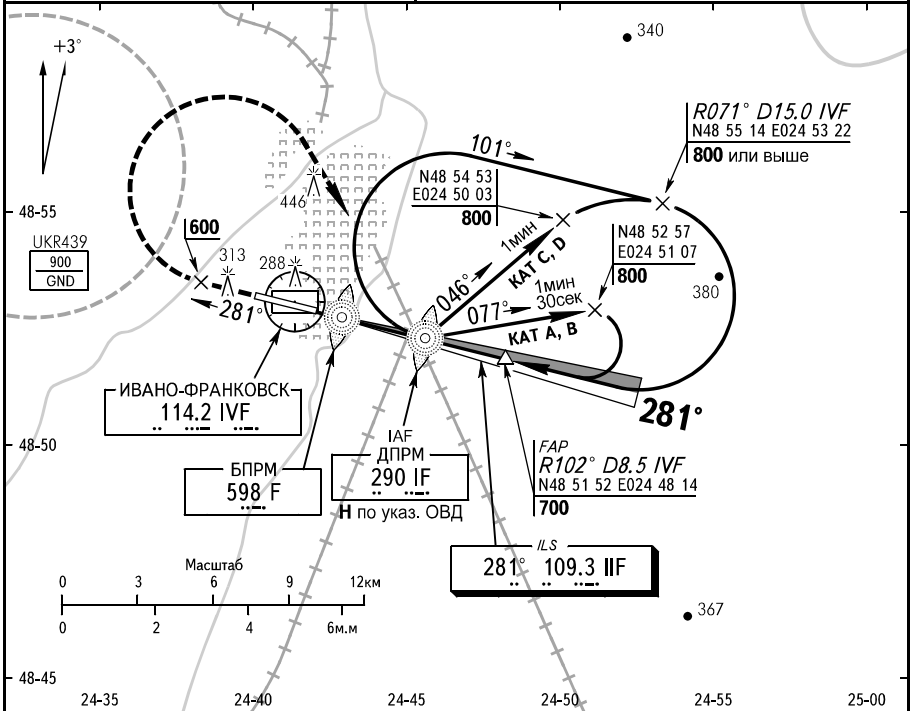 340
+3°
R071° D15.0 IVF
N48 55 14 E024 53 22
800 или выше
101°
N48 54 53
E024 50 03
800
446
48-55
UKR439
900
GND
600
313
288
281°
1мин
046°
КАТ C, D
N48 52 57
E024 51 07
800
380
1мин
30сек
077°
КАТ A, B
281°
ИВАНО-ФРАНКОВСК
114.2 IVF
48-50
IAF
ДПРМ
290 IF
Н по указ. ОВД
БПРМ
598 F
FAP
R102° D8.5 IVF
N48 51 52 E024 48 14
700
ILS
281° 109.3 IIF
Масштаб
0 3 6 9 12км
0 2 4 6м.м
367
48-45
24-35 24-40 24-45 24-50 24-55 25-00